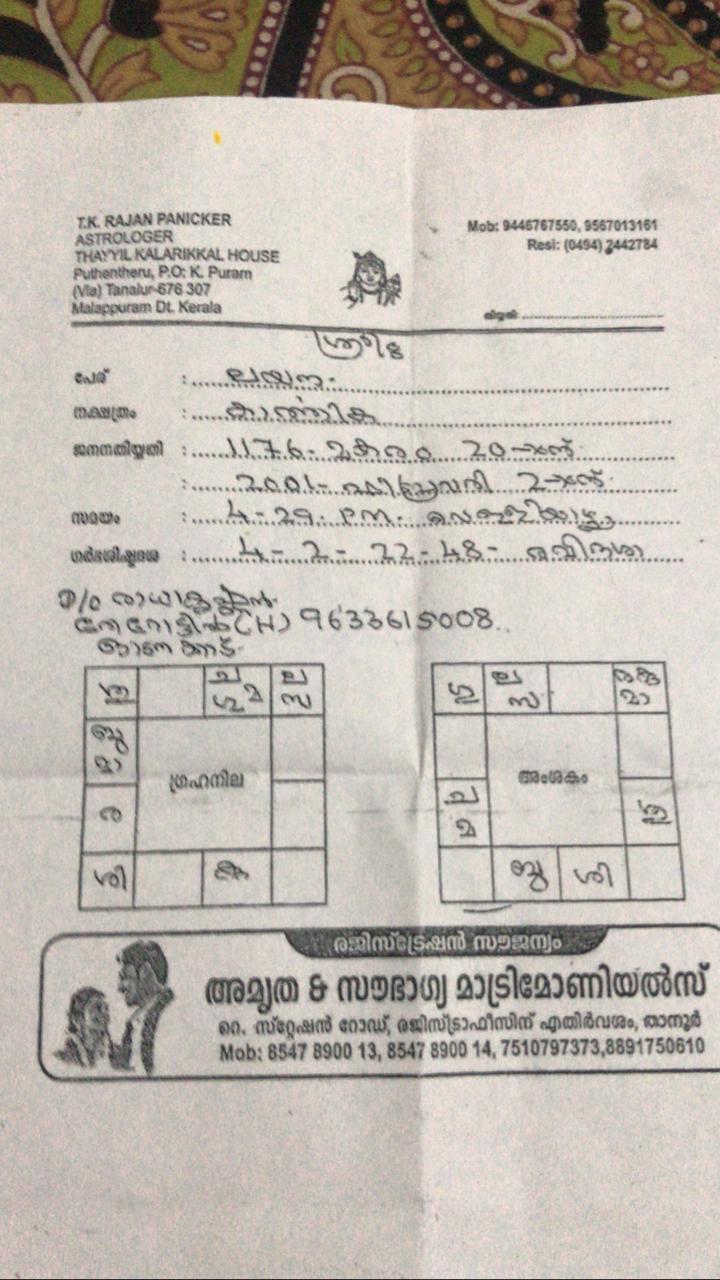 T.K. RAJAN PANICKER
ASTROLOGER
THAYYIL KALARIKKAL HOUSE
Puthentheru, P.O: K. Puram
(Via) Tanalur-676 307
Malappuram Dt. Kerala
Mob: 9446767550, 9567013161
Resi: (0494) 2442784
തിയ്യതി
ശ്രീഃ
പേര് :
നക്ഷത്രം : കാർത്തിക
ജനനതിയ്യതി : 1176- മകരം 20-ാംന്
: 2001- ഫിബ്രുവരി 2-ാംന്
സമയം : 4-29. P.M. വെള്ളിയാഴ്ച
ഗർഭശിഷ്ടദശ : 4-2-22-48- രവിദശ
D/o രാധാകൃഷ്ണൻ
(H) 9633615008
ശു ച ഗു മ ല സ
ബു മാ
ഗ്രഹനില
ര
ശി കു
ഗു ല സ ര കു മാ
അംശകം
ച മ ശു
ബു ശി
രജിസ്ട്രേഷൻ സൗജന്യം
അമൃത & സൗഭാഗ്യ മാട്രിമോണിയൽസ്
റെ. സ്റ്റേഷൻ റോഡ്, രജിസ്ട്രാഫീസിന് എതിർവശം, താനൂർ
Mob: 8547 8900 13, 8547 8900 14, 7510797373,8891750610